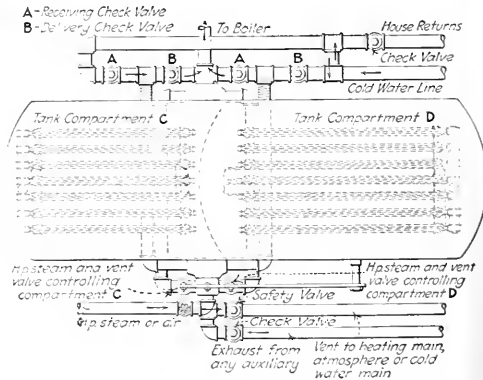 A-Receiving Check Valve
B-Delivery Check Valve
To Boiler
House Returns
A
B
A
B
Check Valve
Cold Water Line
Tank Compartment C
Tank Compartment D
H.p.steam and vent
valve controlling
compartment C
H.p.steam and vent
valve controlling
compartment D
Safety Valve
H.p.steam or air
Check Valve
Exhaust from
any auxiliary
Vent to heating main,
atmosphere or cold
water main